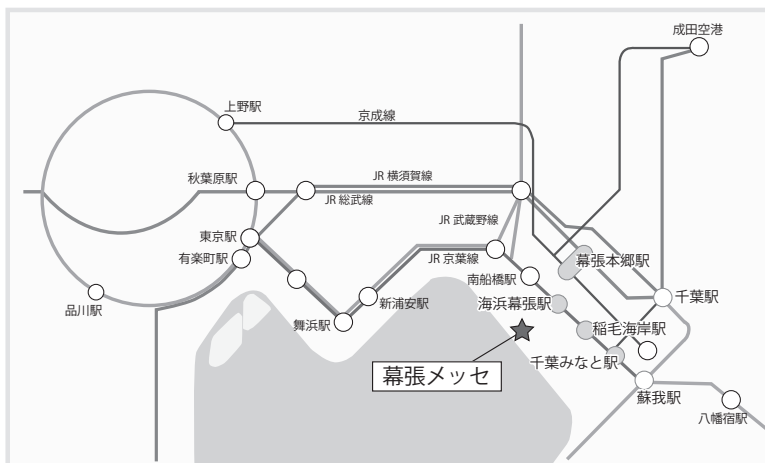 成田空港
上野駅
京成線
秋葉原駅
JR 横須賀線
JR 総武線
東京駅
JR 武蔵野線
有楽町駅
JR 京葉線
幕張本郷駅
南船橋駅
品川駅
新浦安駅
海浜幕張駅
千葉駅
舞浜駅
稲毛海岸駅
千葉みなと駅
幕張メッセ
蘇我駅
八幡宿駅